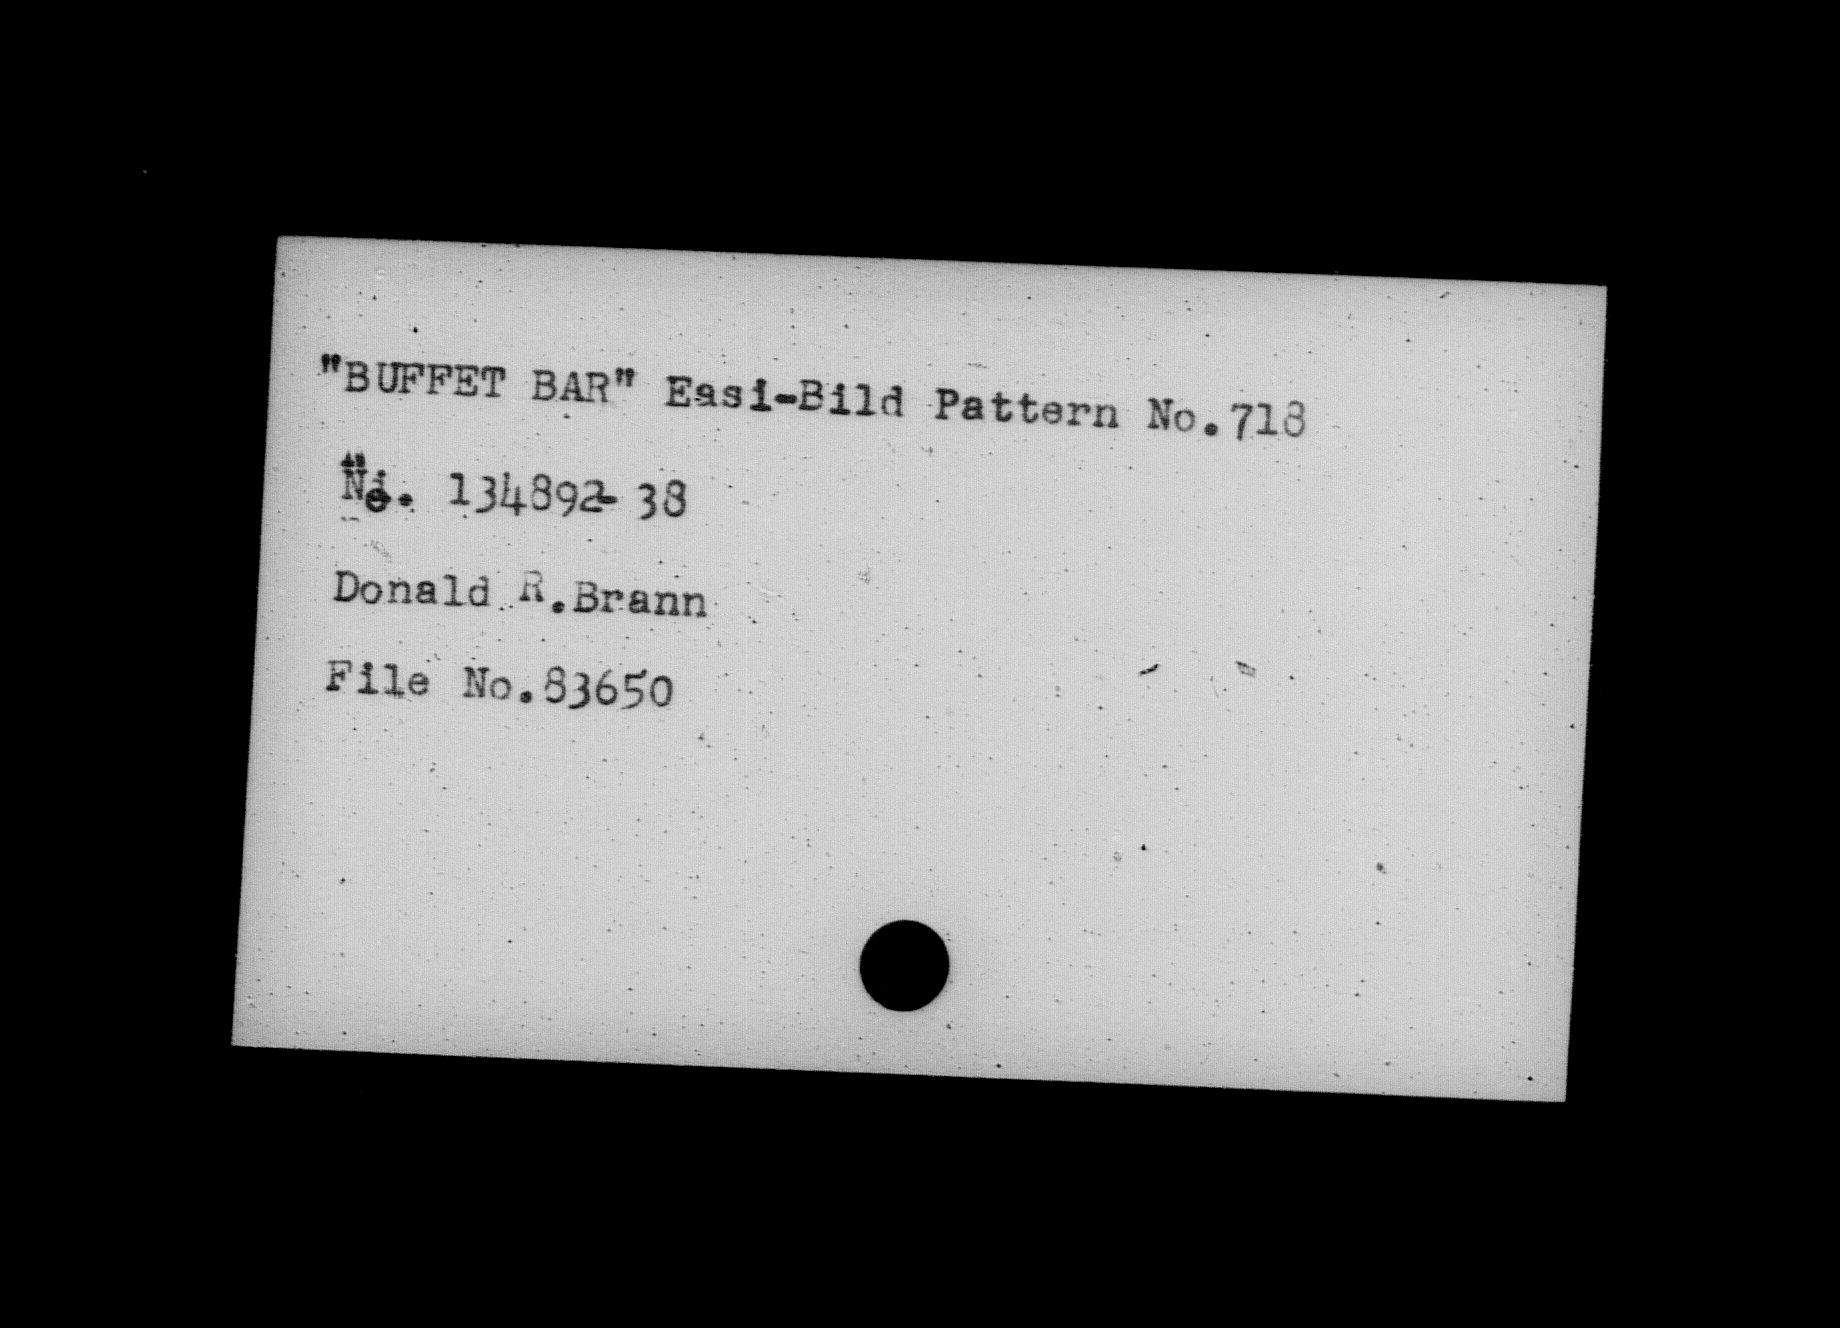 "BUFFET BAR" Easi-Bild Pattern No.718
No. 134892- 38
Donald R.Brann
File No.83650